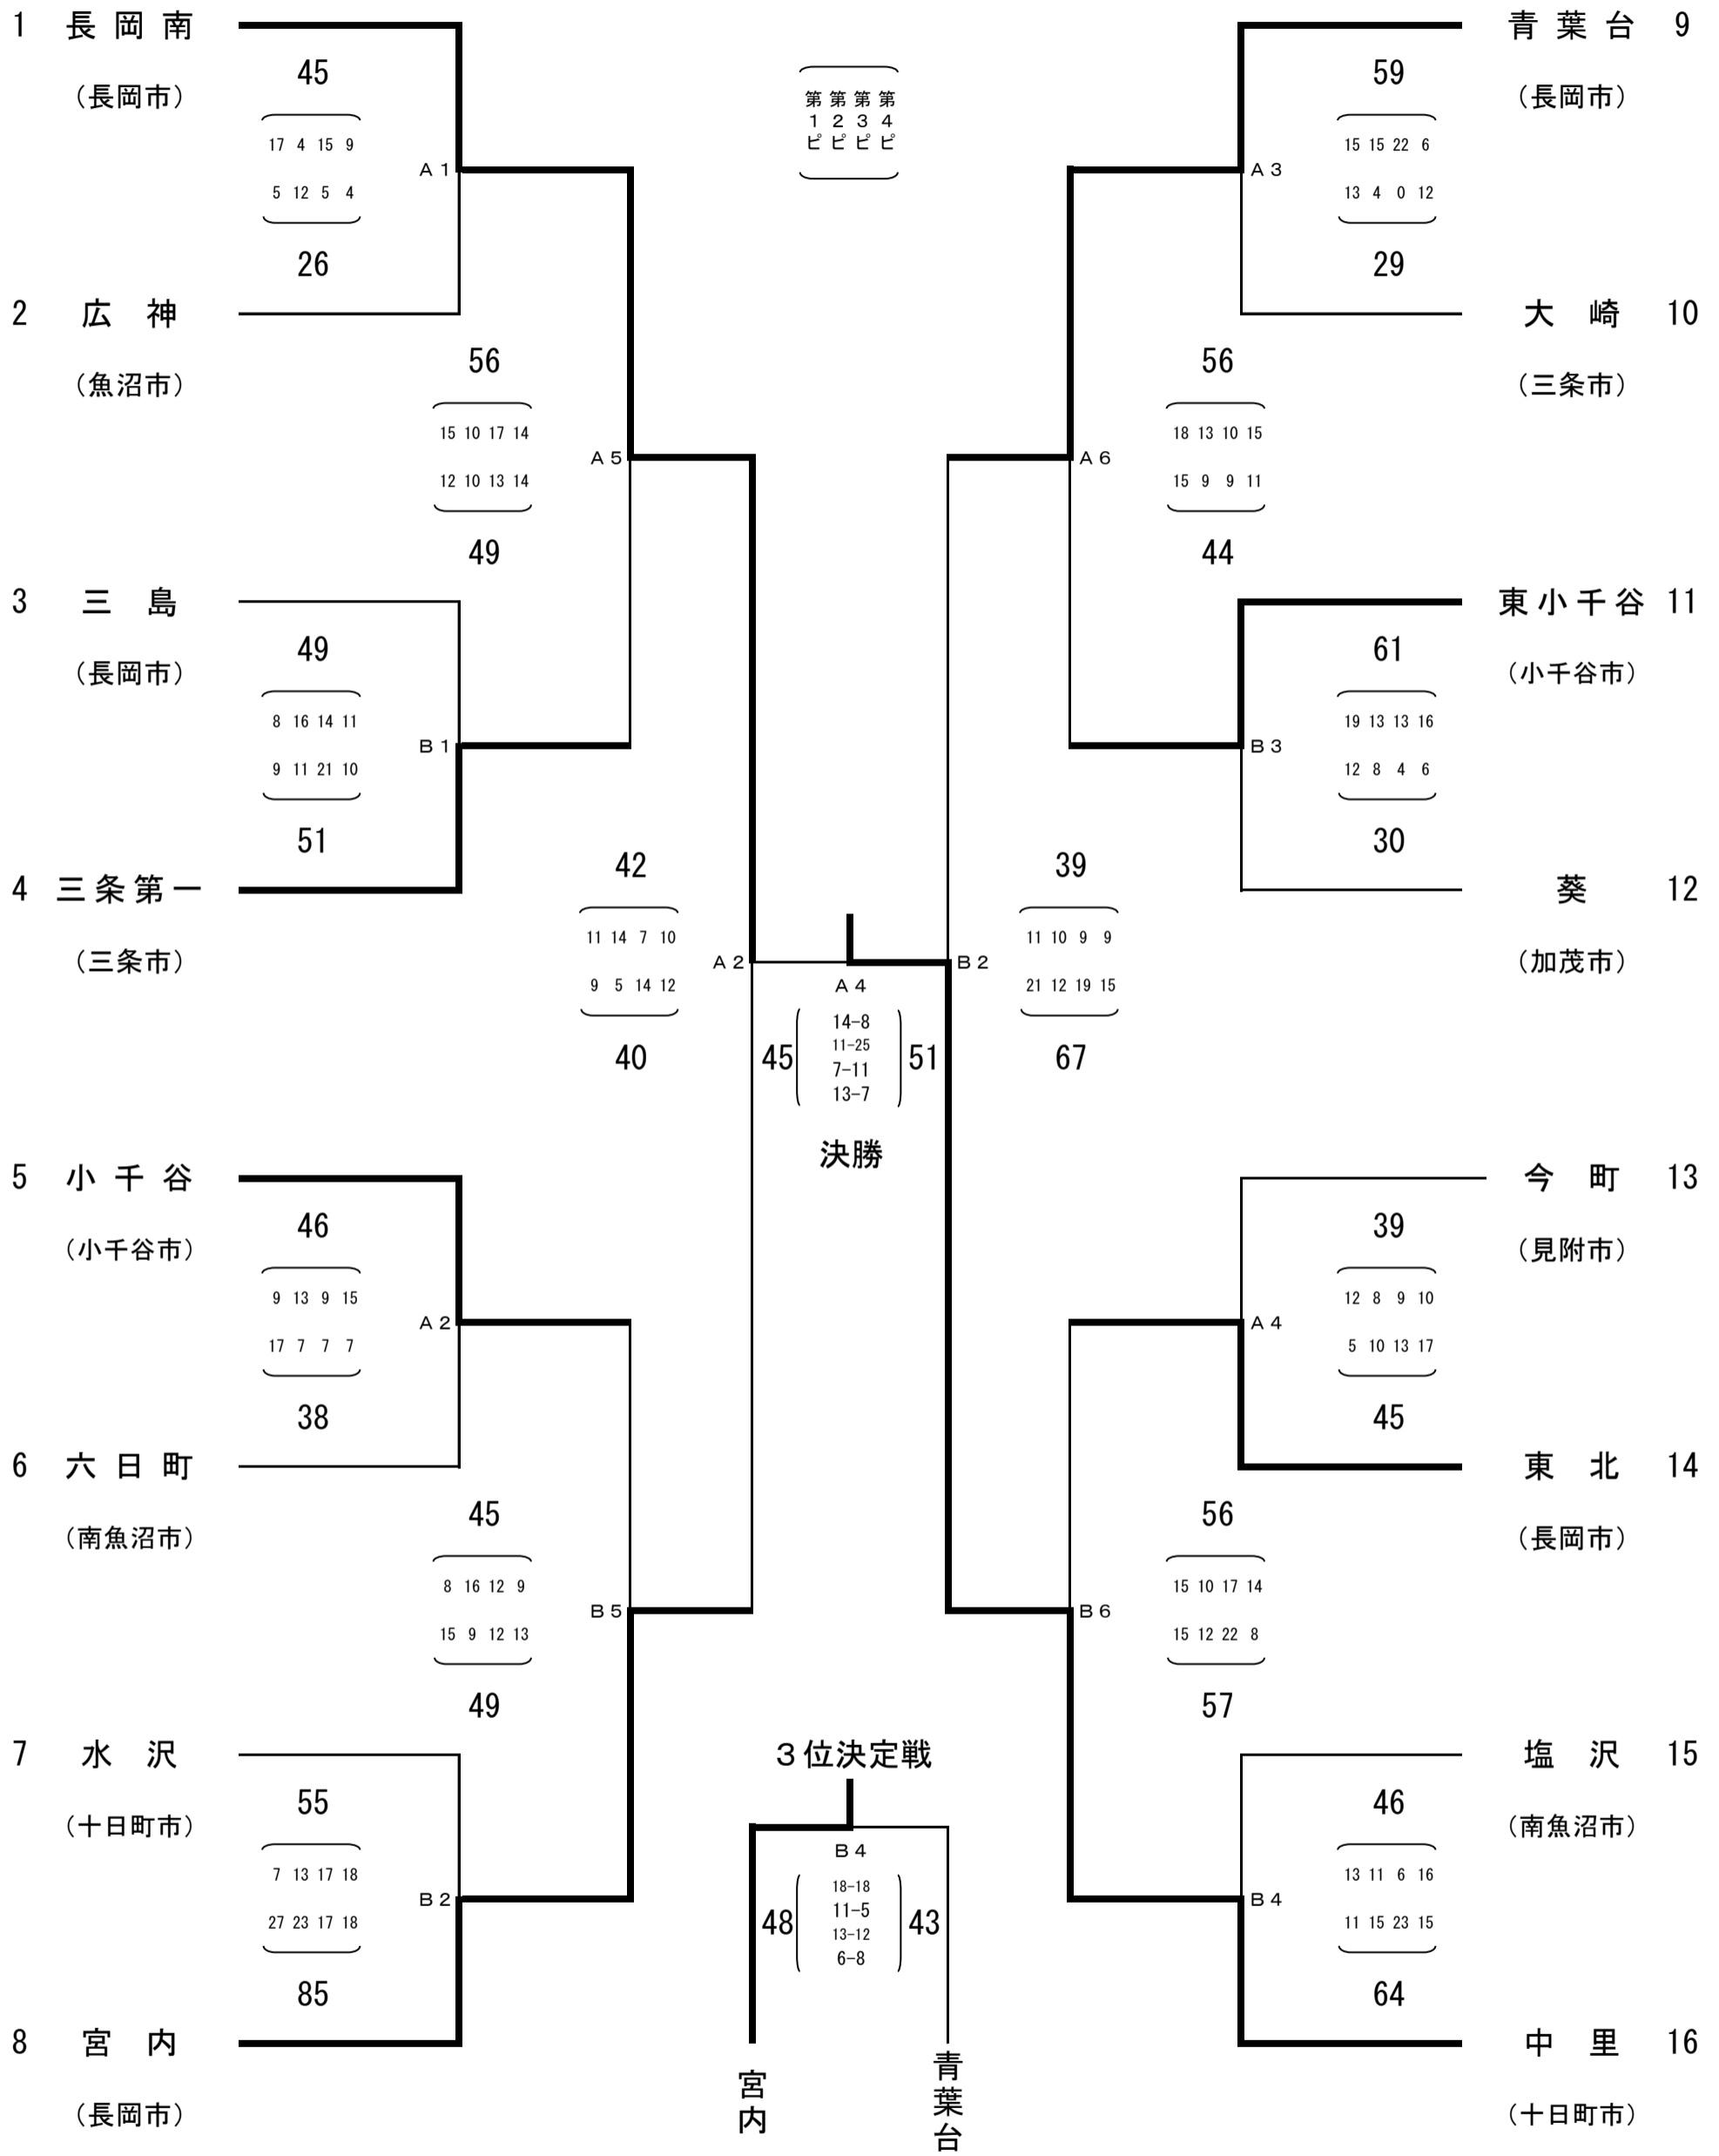 1 長岡南
(長岡市)
45
17 4 15 9
A1
5 12 5 4
26
2 広神
(魚沼市)
56
15 10 17 14
A5
12 10 13 14
49
3 三島
(長岡市)
49
8 16 14 11
B1
9 11 21 10
51
4 三条第一
(三条市)
42
11 14 7 10
A2
9 5 14 12
40
5 小千谷
(小千谷市)
46
9 13 9 15
A2
17 7 7 7
38
6 六日町
(南魚沼市)
45
8 16 12 9
B5
15 9 12 13
49
7 水沢
(十日町市)
55
7 13 17 18
B2
27 23 17 18
85
8 宮内
(長岡市)
第1ピ 第2ピ 第3ピ 第4ピ
A4
14-8
11-25
45 7-11 51
13-7
決勝
3位決定戦
B4
18-18
11-5
48 13-12 43
6-8
宮内
青葉台
青葉台 9
(長岡市)
59
15 15 22 6
A3
13 4 0 12
29
大崎 10
(三条市)
56
18 13 10 15
A6
15 9 9 11
44
東小千谷 11
(小千谷市)
61
19 13 13 16
B3
12 8 4 6
30
葵 12
(加茂市)
39
11 10 9 9
B2
21 12 19 15
67
今町 13
(見附市)
39
12 8 9 10
A4
5 10 13 17
45
東北 14
(長岡市)
56
15 10 17 14
B6
15 12 22 8
57
塩沢 15
(南魚沼市)
46
13 11 6 16
B4
11 15 23 15
64
中里 16
(十日町市)